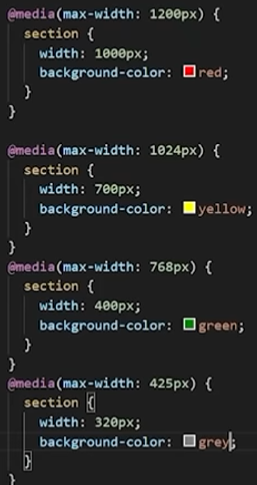 @media(max-width: 1200px) {
section {
width: 1000px;
background-color: red;
}
}
@media(max-width: 1024px) {
section {
width: 700px;
background-color: yellow;
}
}
@media(max-width: 768px) {
section {
width: 400px;
background-color: green;
}
}
@media(max-width: 425px) {
section {
width: 320px;
background-color: grey;
}
}